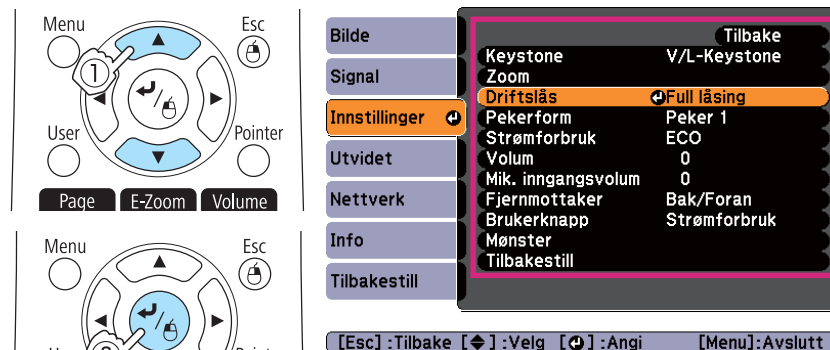 Menu
Esc
1
User
Pointer
Page E-Zoom Volume
Menu
Esc
2
Bilde
Signal
Innstillinger
Utvidet
Nettverk
Info
Tilbakestill
Tilbake
Keystone V/L-Keystone
Zoom
Driftslås Full låsing
Pekerform Peker 1
Strømforbruk ECO
Volum 0
Mik. inngangsvolum 0
Fjernmottaker Bak/Foran
Brukerknapp Strømforbruk
Mønster
Tilbakestill
[Esc] :Tilbake [◆] :Velg [↵] :Angi [Menu]:Avslutt